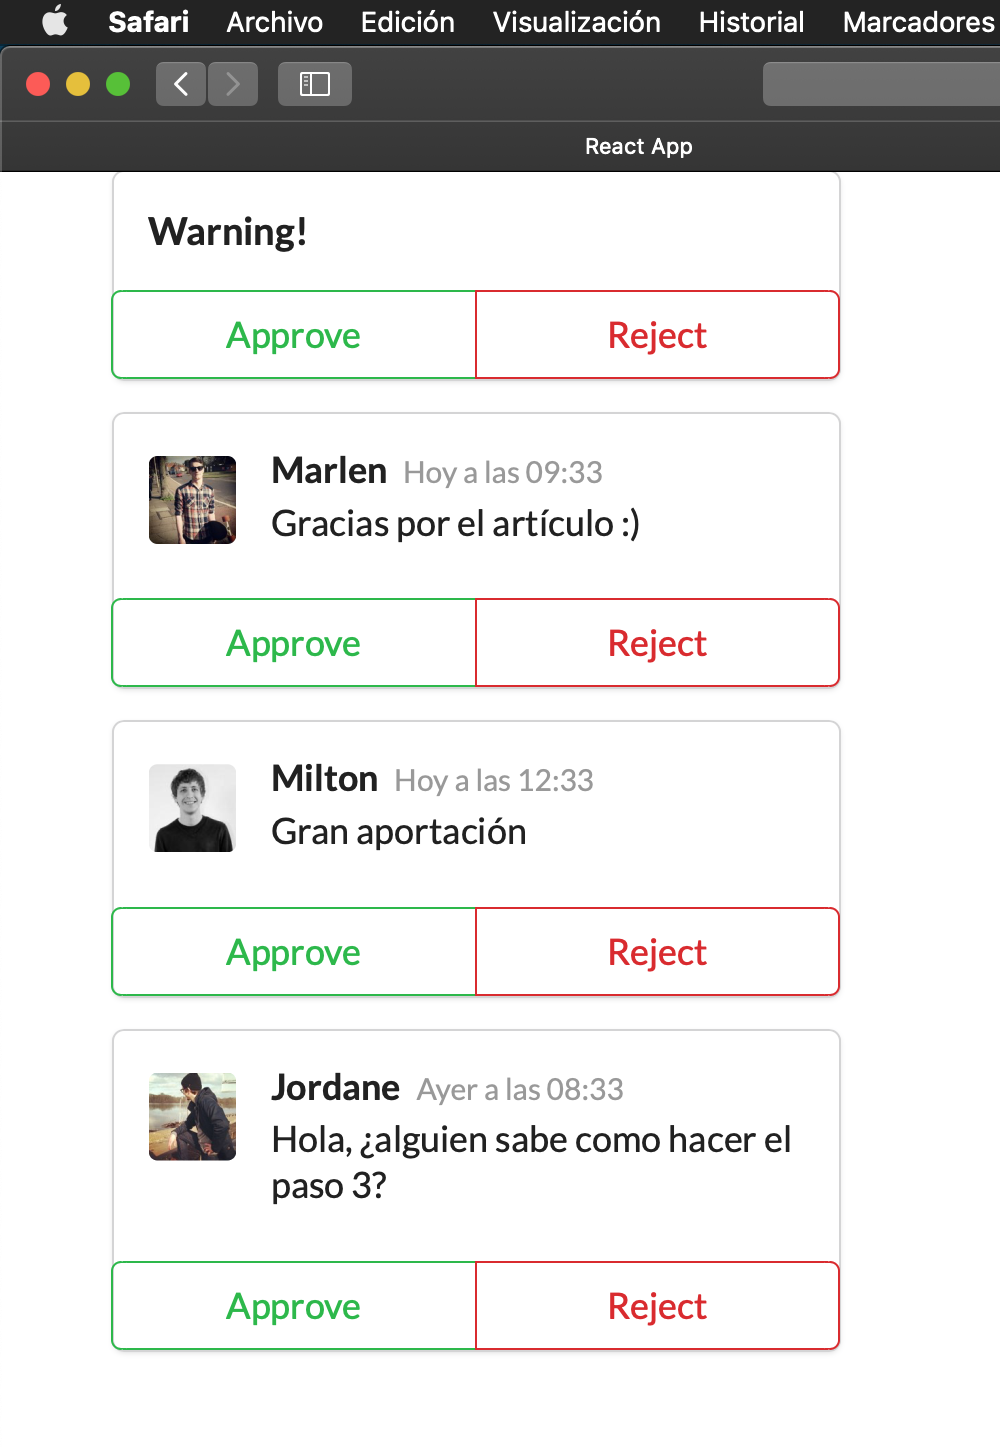 Safari Archivo Edición Visualización Historial Marcadores
React App
Warning!
Approve Reject
Marlen Hoy a las 09:33
Gracias por el artículo :)
Approve Reject
Milton Hoy a las 12:33
Gran aportación
Approve Reject
Jordane Ayer a las 08:33
Hola, ¿alguien sabe como hacer el
paso 3?
Approve Reject